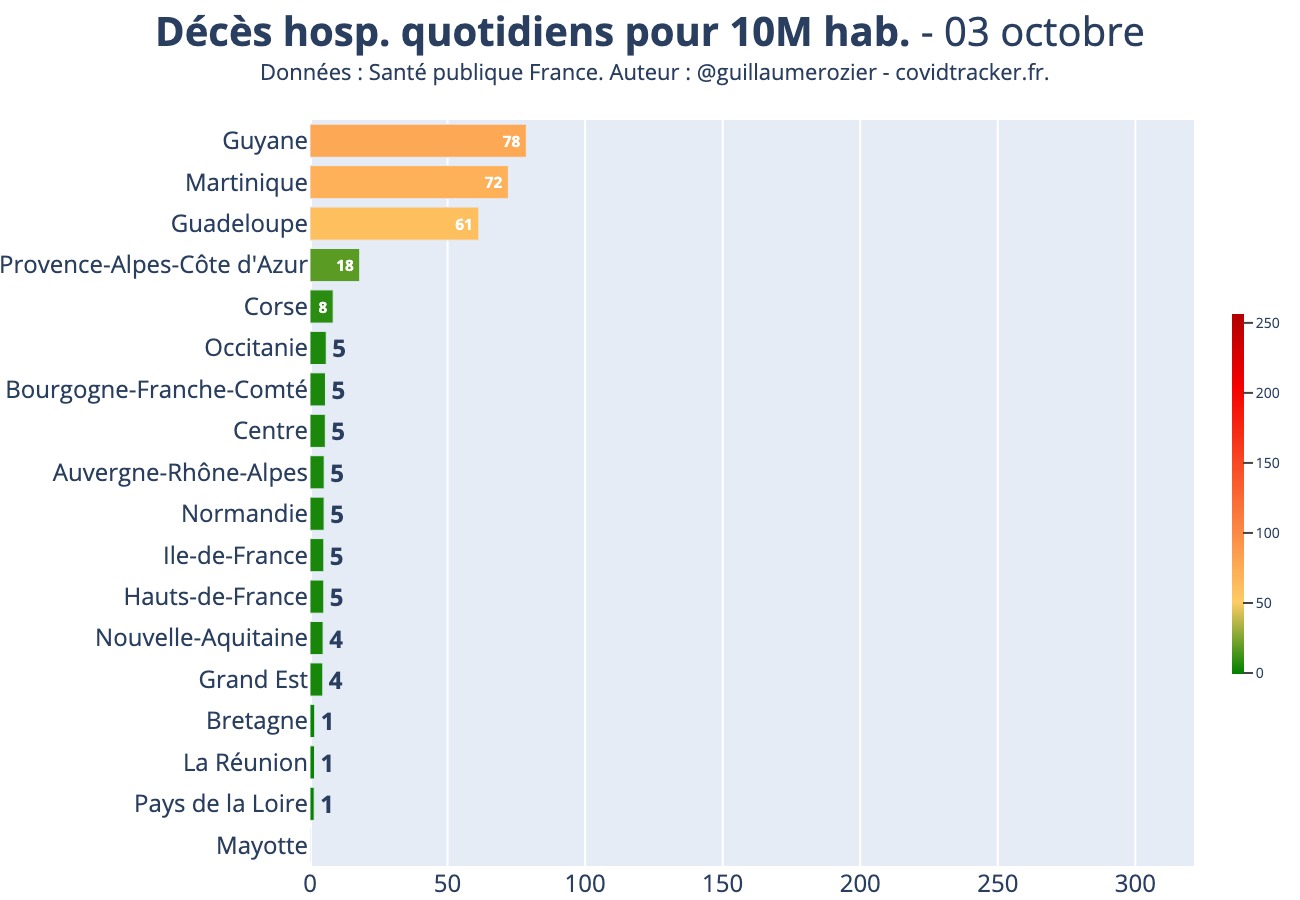 Décès hosp. quotidiens pour 10M hab. - 03 octobre
Données : Santé publique France. Auteur : @guillaumerozier - covidtracker.fr.
Guyane 78
Martinique 72
Guadeloupe 61
Provence-Alpes-Côte d'Azur 18
Corse 8
Occitanie 5
Bourgogne-Franche-Comté 5
Centre 5
Auvergne-Rhône-Alpes 5
Normandie 5
Ile-de-France 5
Hauts-de-France 5
Nouvelle-Aquitaine 4
Grand Est 4
Bretagne 1
La Réunion 1
Pays de la Loire 1
Mayotte
0 50 100 150 200 250 300
250
200
150
100
50
0